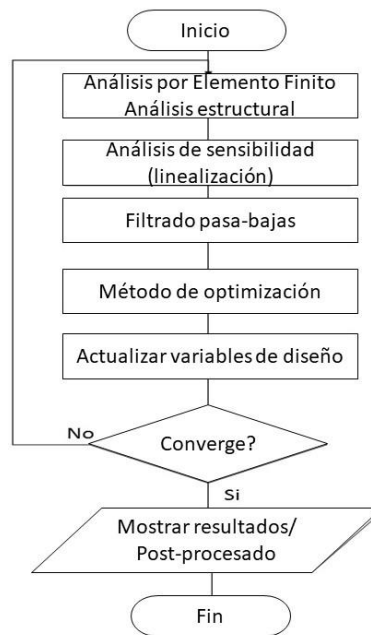 Inicio
Análisis por Elemento Finito
Análisis estructural
Análisis de sensibilidad
(linealización)
Filtrado pasa-bajas
Método de optimización
Actualizar variables de diseño
No
Converge?
Si
Mostrar resultados/
Post-procesado
Fin